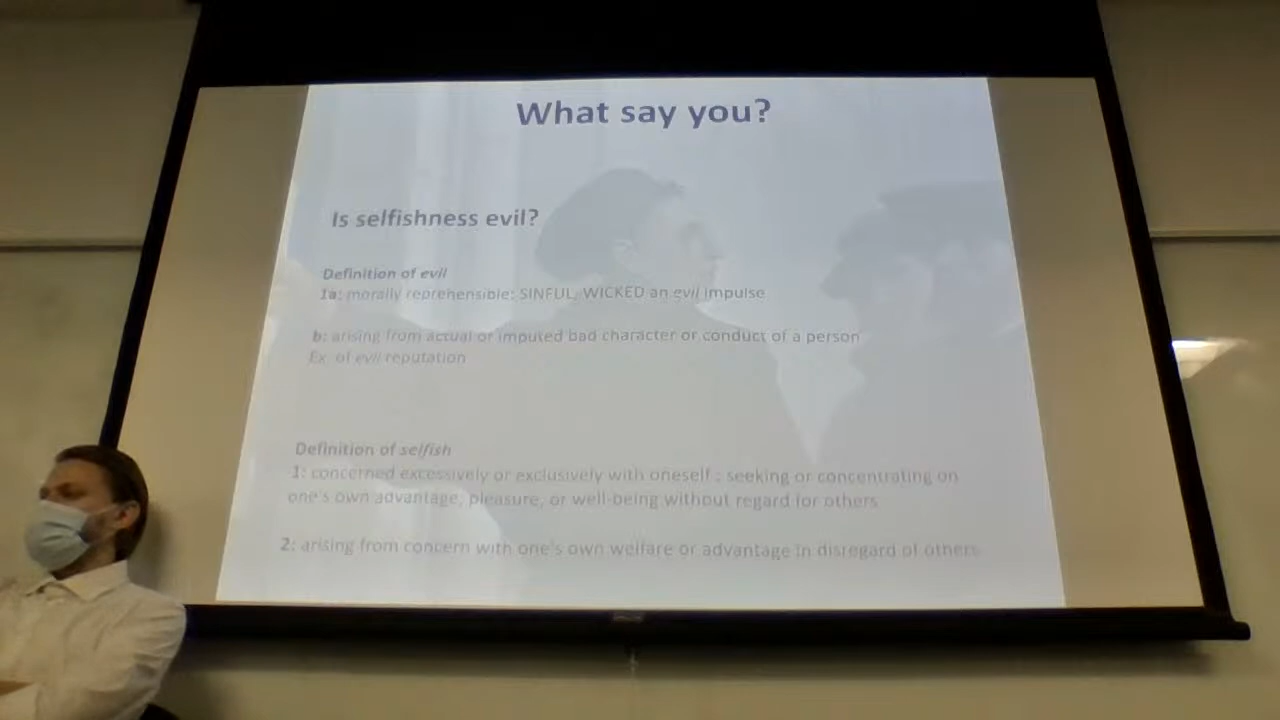 What say you?
Is selfishness evil?
Definition of evil
1a: morally reprehensible: SINFUL, WICKED an evil impulse
b: arising from actual or imputed bad character or conduct of a person
Ex. of evil reputation
Definition of selfish
1: concerned excessively or exclusively with oneself : seeking or concentrating on
one's own advantage, pleasure, or well-being without regard for others
2: arising from concern with one's own welfare or advantage in disregard of others